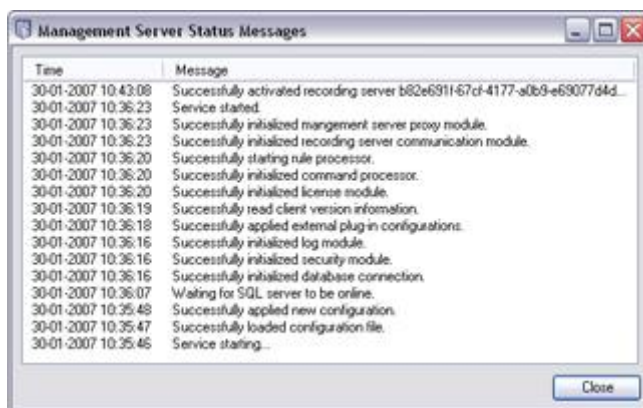 Management Server Status Messages
Time Message
30-01-2007 10:43:08 Successfully activated recording server b82e691f-67cf-4177-a0b9-e69077d4d...
30-01-2007 10:36:23 Service started.
30-01-2007 10:36:23 Successfully initialized mangement server proxy module.
30-01-2007 10:36:23 Successfully initialized recording server communication module.
30-01-2007 10:36:20 Successfully starting rule processor.
30-01-2007 10:36:20 Successfully initialized command processor.
30-01-2007 10:36:20 Successfully initialized license module.
30-01-2007 10:36:19 Successfully read client version information.
30-01-2007 10:36:18 Successfully applied external plug-in configurations.
30-01-2007 10:36:16 Successfully initialized log module.
30-01-2007 10:36:16 Successfully initialized security module.
30-01-2007 10:36:16 Successfully initialized database connection.
30-01-2007 10:36:07 Waiting for SQL server to be online.
30-01-2007 10:35:48 Successfully applied new configuration.
30-01-2007 10:35:47 Successfully loaded configuration file.
30-01-2007 10:35:46 Service starting...
Close